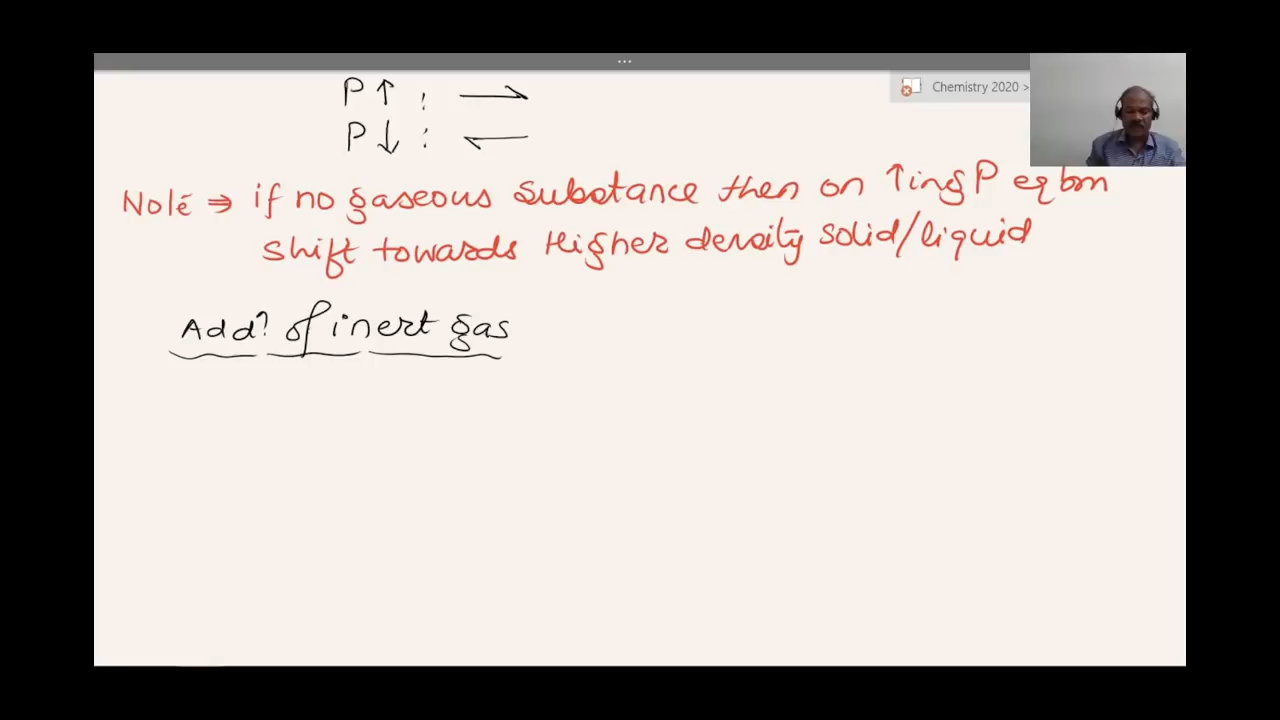 ...
Chemistry 2020 >
P ↑ : ⇀
P ↓ : ↽
Note ⇒ if no gaseous substance then on ↑ing P eqbm
shift towards Higher density solid/liquid
Addn of inert gas